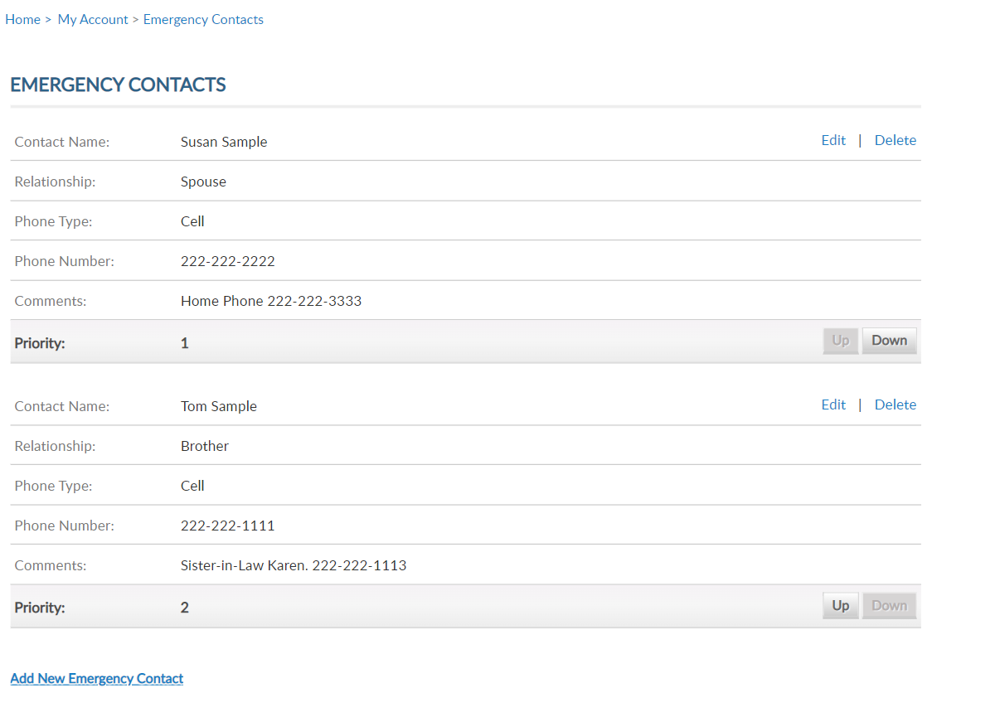 Home > My Account > Emergency Contacts
EMERGENCY CONTACTS
Contact Name: Susan Sample Edit | Delete
Relationship: Spouse
Phone Type: Cell
Phone Number: 222-222-2222
Comments: Home Phone 222-222-3333
Priority: 1 Up Down
Contact Name: Tom Sample Edit | Delete
Relationship: Brother
Phone Type: Cell
Phone Number: 222-222-1111
Comments: Sister-in-Law Karen. 222-222-1113
Priority: 2 Up Down
Add New Emergency Contact